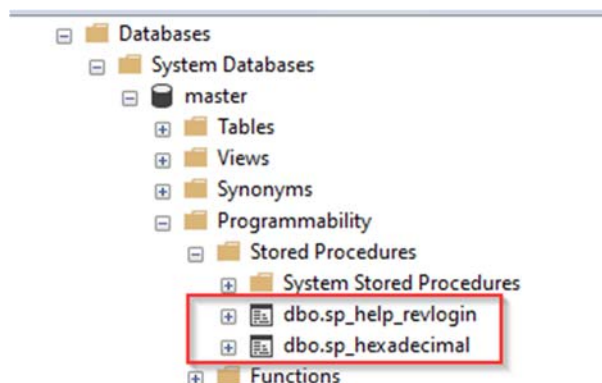 Databases
System Databases
master
Tables
Views
Synonyms
Programmability
Stored Procedures
System Stored Procedures
dbo.sp_help_revlogin
dbo.sp_hexadecimal
Functions